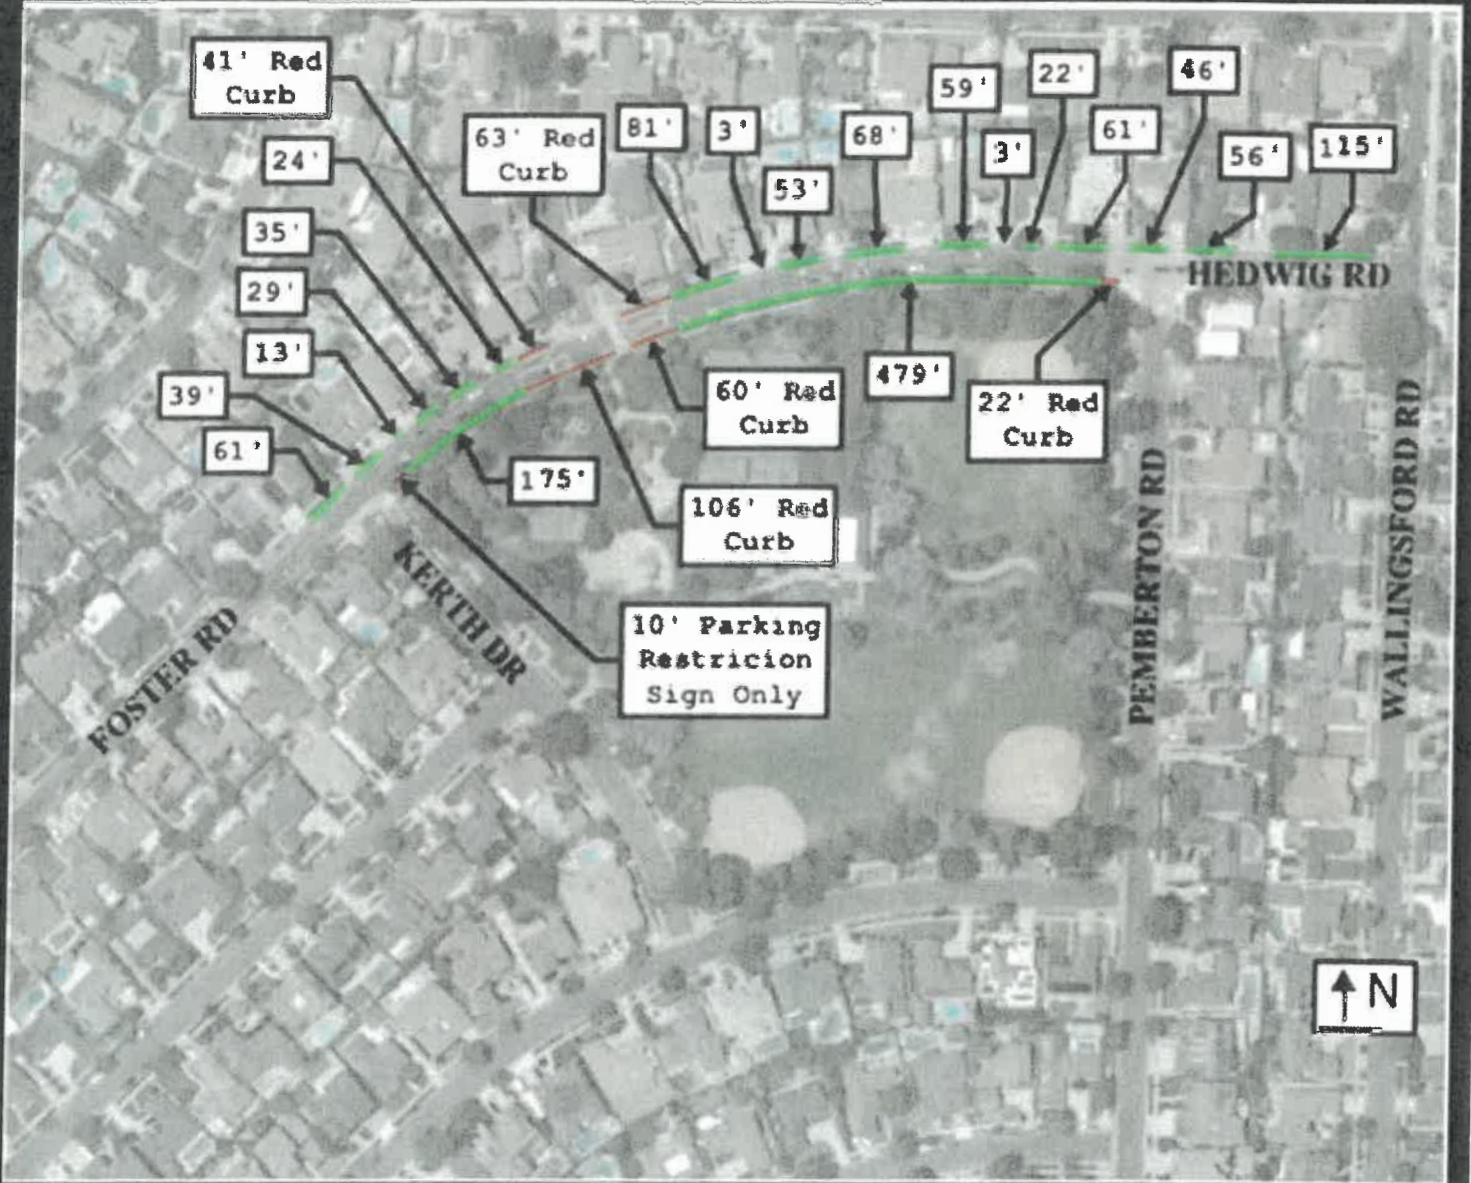 41' Red
Curb
24'
35'
29'
13'
39'
61'
63' Red
Curb
81'
3'
53'
68'
59'
3'
22'
61'
46'
56'
115'
HEDWIG RD
479'
22' Red
Curb
60' Red
Curb
175'
106' Red
Curb
10' Parking
Restricion
Sign Only
FOSTER RD
KERTH DR
PEMBERTON RD
WALLINGSFORD RD
N